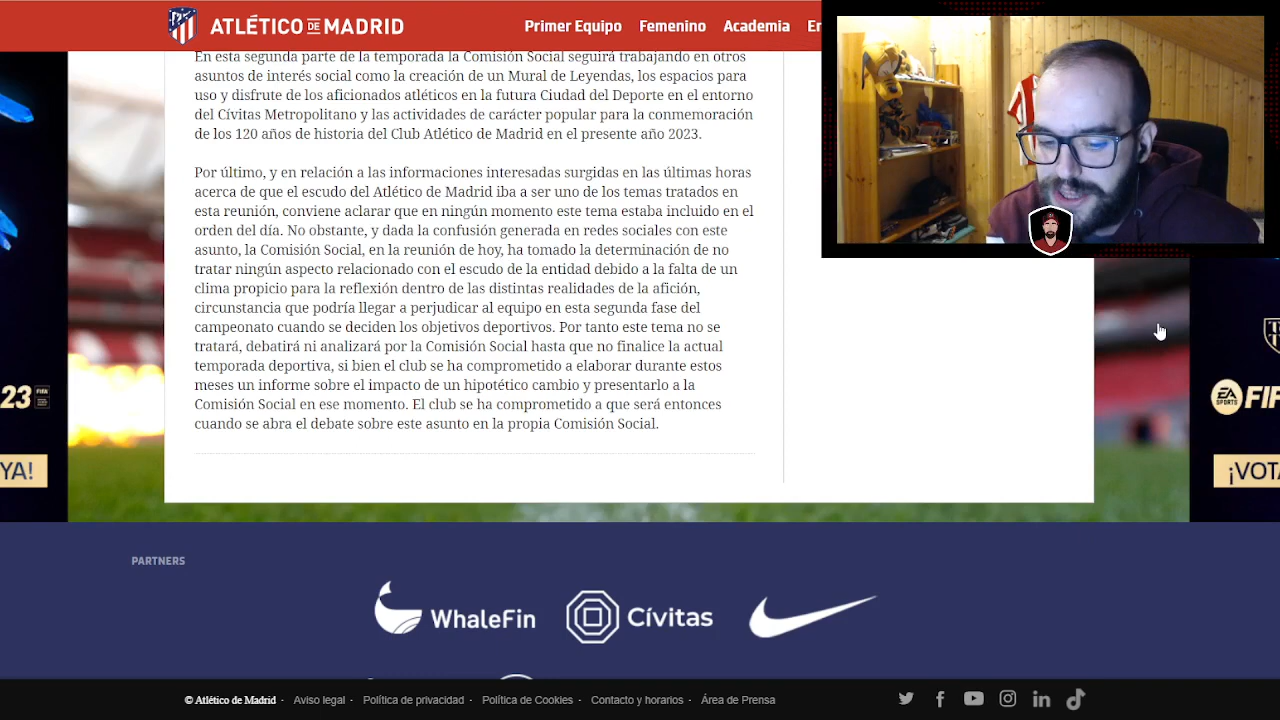 ATLÉTICO DE MADRID
Primer Equipo Femenino Academia
En esta segunda parte de la temporada la Comisión Social seguirá trabajando en otros
asuntos de interés social como la creación de un Mural de Leyendas, los espacios para
uso y disfrute de los aficionados atléticos en la futura Ciudad del Deporte en el entorno
del Cívitas Metropolitano y las actividades de carácter popular para la conmemoración
de los 120 años de historia del Club Atlético de Madrid en el presente año 2023.
Por último, y en relación a las informaciones interesadas surgidas en las últimas horas
acerca de que el escudo del Atlético de Madrid iba a ser uno de los temas tratados en
esta reunión, conviene aclarar que en ningún momento este tema estaba incluido en el
orden del día. No obstante, y dada la confusión generada en redes sociales con este
asunto, la Comisión Social, en la reunión de hoy, ha tomado la determinación de no
tratar ningún aspecto relacionado con el escudo de la entidad debido a la falta de un
clima propicio para la reflexión dentro de las distintas realidades de la afición,
circunstancia que podría llegar a perjudicar al equipo en esta segunda fase del
campeonato cuando se deciden los objetivos deportivos. Por tanto este tema no se
tratará, debatirá ni analizará por la Comisión Social hasta que no finalice la actual
temporada deportiva, si bien el club se ha comprometido a elaborar durante estos
meses un informe sobre el impacto de un hipotético cambio y presentarlo a la
Comisión Social en ese momento. El club se ha comprometido a que será entonces
cuando se abra el debate sobre este asunto en la propia Comisión Social.
23
YA!
EA SPORTS FIF
¡VOTA
PARTNERS
WhaleFin Cívitas
© Atlético de Madrid · Aviso legal · Política de privacidad · Política de Cookies · Contacto y horarios · Área de Prensa